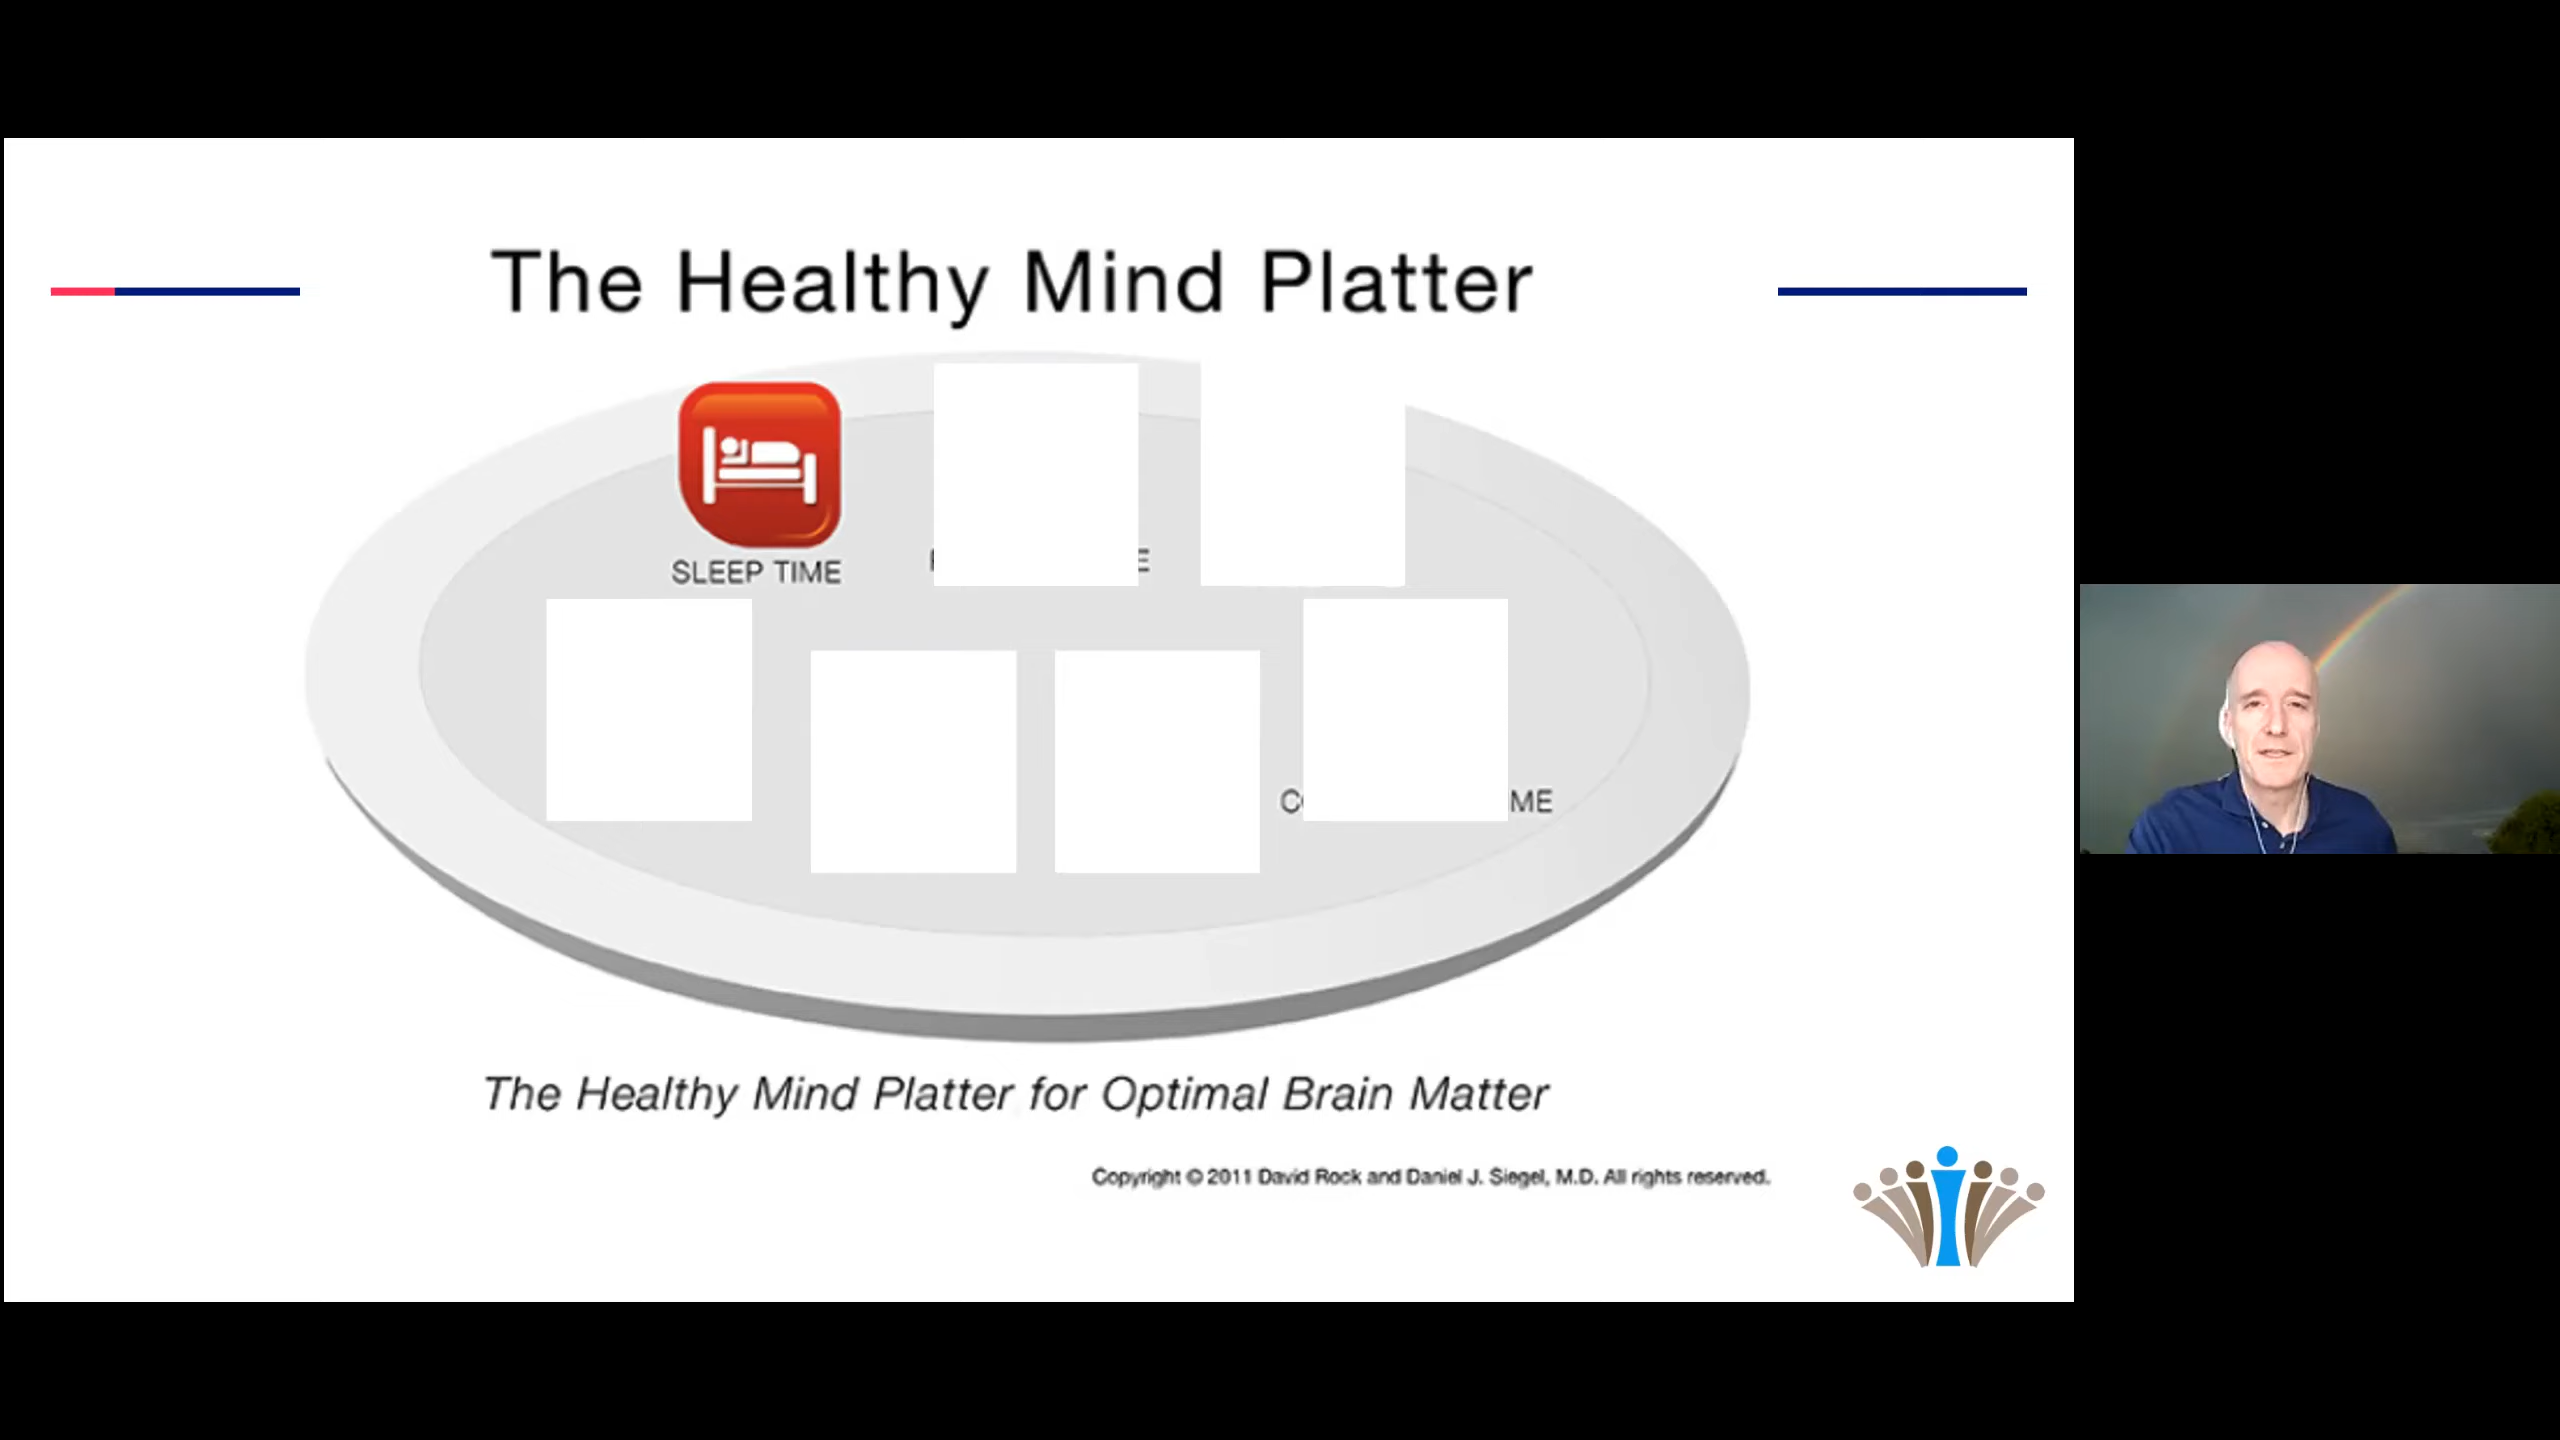 The Healthy Mind Platter
SLEEP TIME
The Healthy Mind Platter for Optimal Brain Matter
Copyright © 2011 David Rock and Daniel J. Siegel, M.D. All rights reserved.